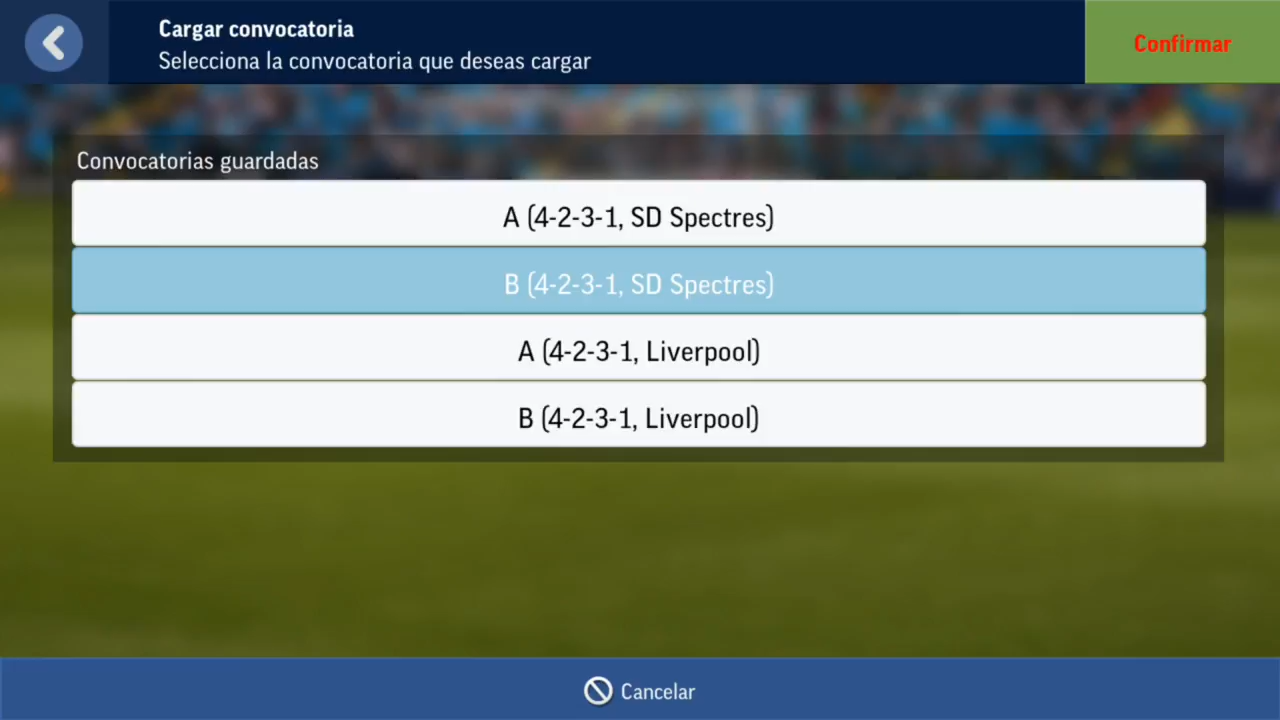 Cargar convocatoria
Selecciona la convocatoria que deseas cargar
Confirmar
Convocatorias guardadas
A (4-2-3-1, SD Spectres)
B (4-2-3-1, SD Spectres)
A (4-2-3-1, Liverpool)
B (4-2-3-1, Liverpool)
Cancelar